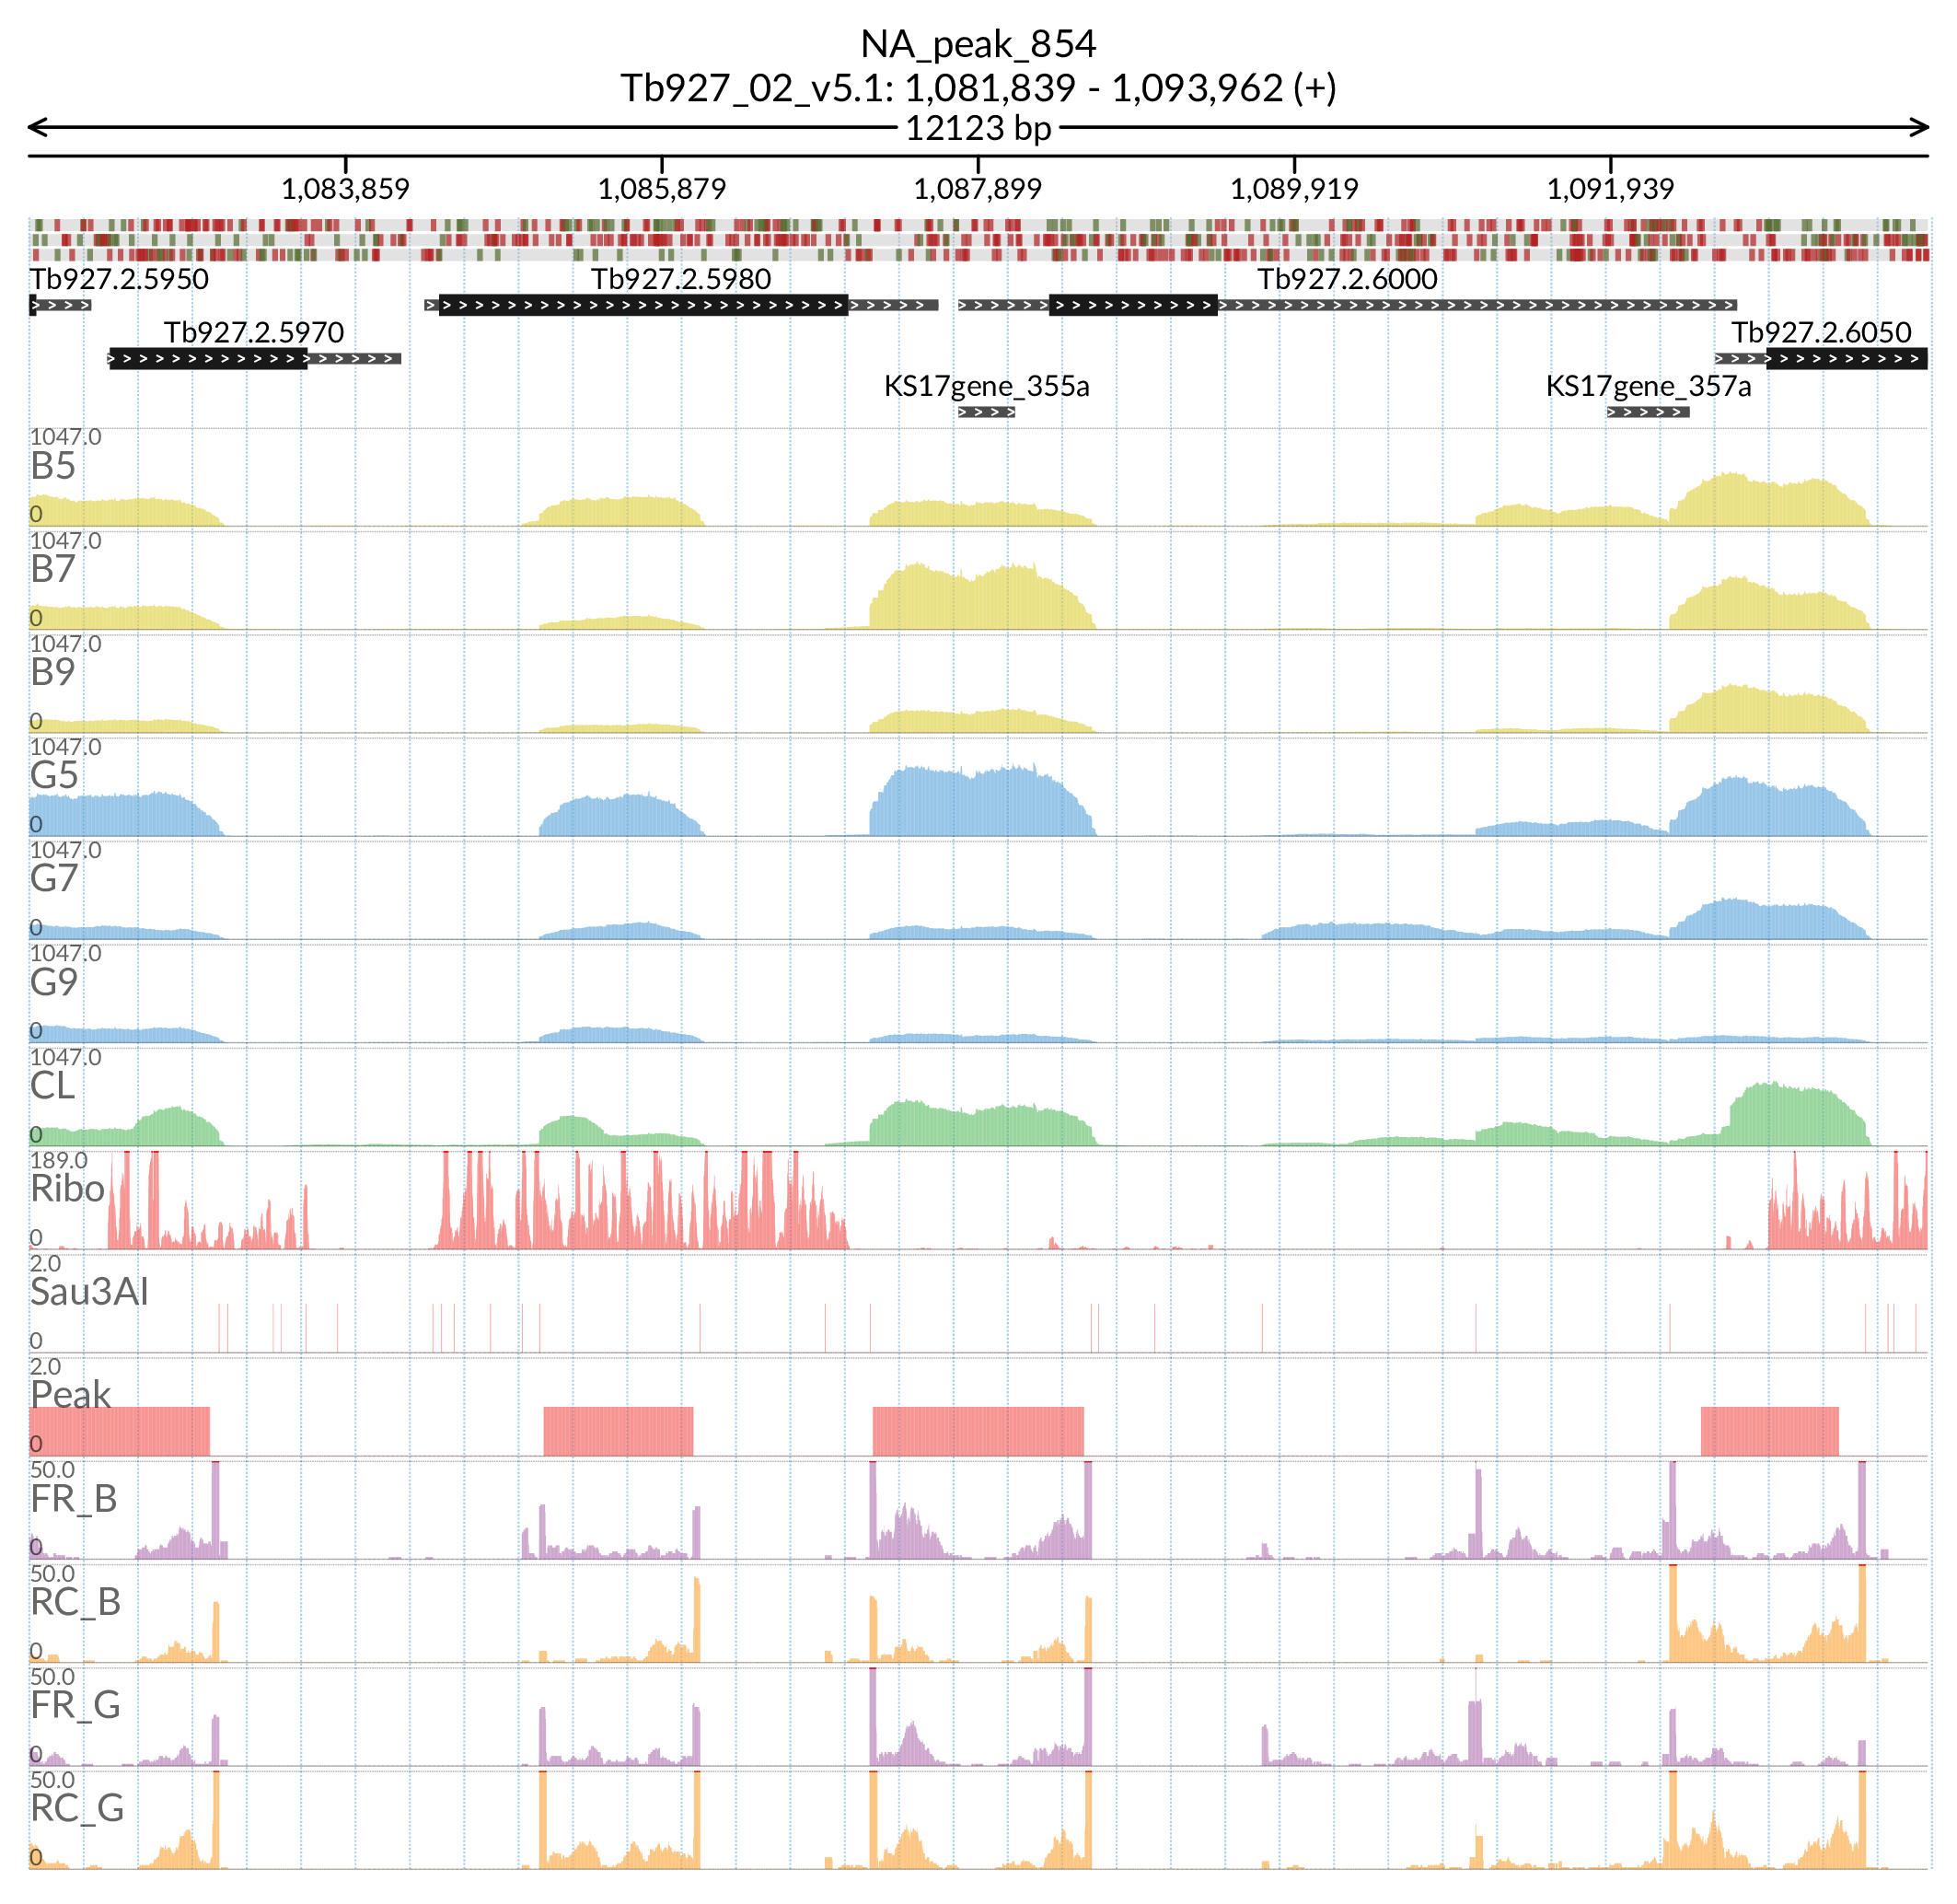 NA_peak_854
Tb927_02_v5.1: 1,081,839 - 1,093,962 (+)
12123 bp
1,083,859 1,085,879 1,087,899 1,089,919 1,091,939
Tb927.2.5950 Tb927.2.5980 Tb927.2.6000
Tb927.2.5970 Tb927.2.6050
KS17gene_355a KS17gene_357a
1047.0
B5
0
1047.0
B7
0
1047.0
B9
0
1047.0
G5
0
1047.0
G7
0
1047.0
G9
0
1047.0
CL
0
189.0
Ribo
0
2.0
Sau3AI
0
2.0
Peak
0
50.0
FR_B
0
50.0
RC_B
0
50.0
FR_G
0
50.0
RC_G
0